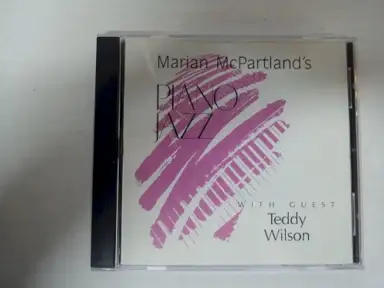 Marian McPartland's
PIANO
JAZZ
WITH GUEST
Teddy
Wilson